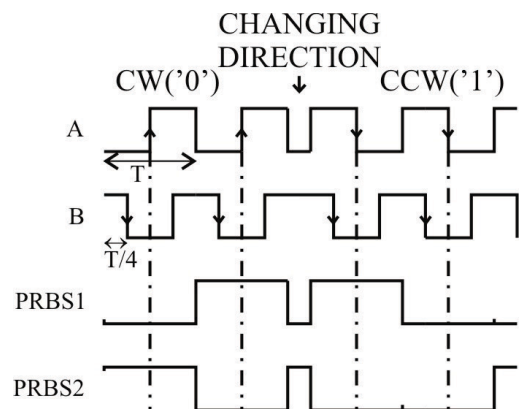 CHANGING
DIRECTION
CW('0')
CCW('1')
A
T
B
T/4
PRBS1
PRBS2